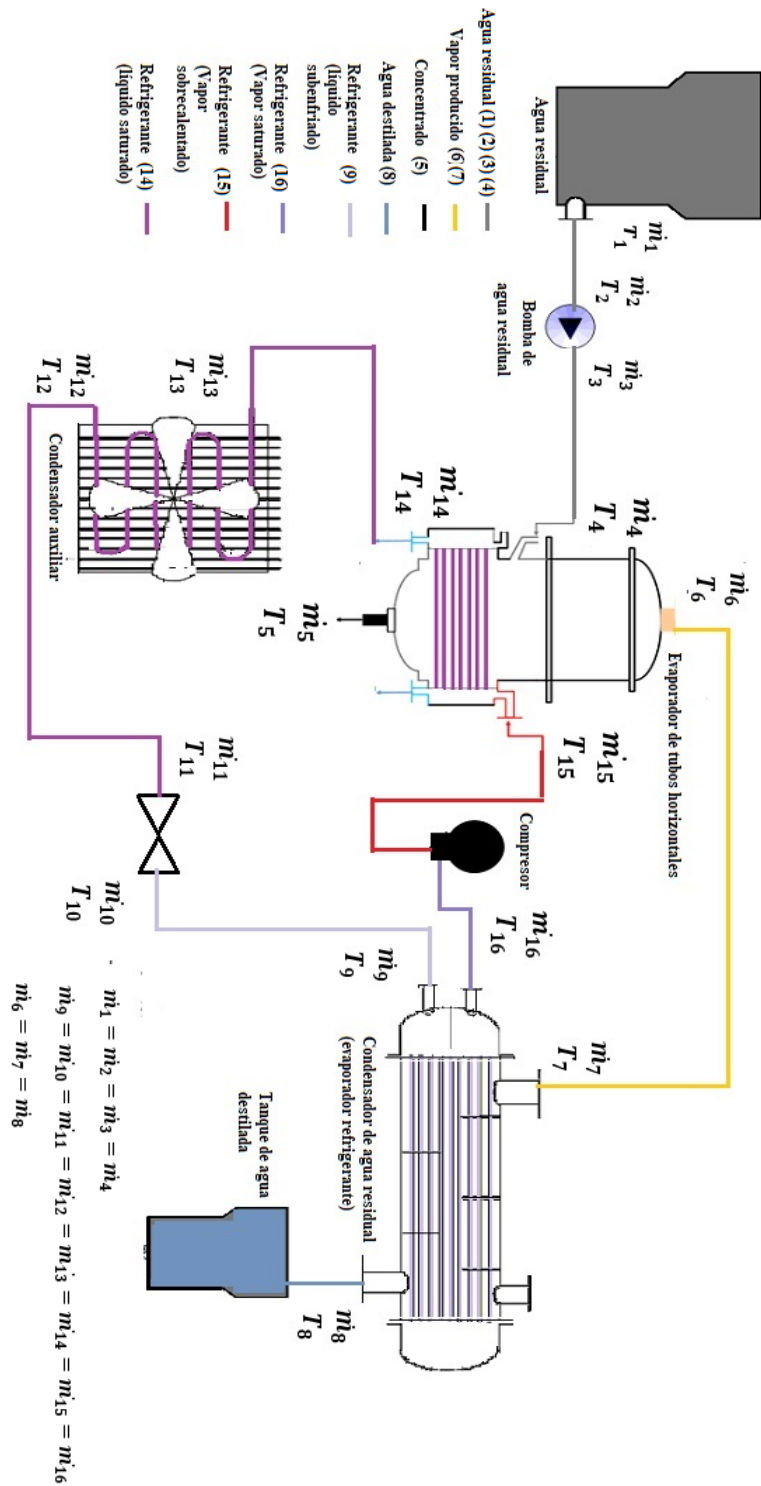 Agua residual
ṁ₁
T₁
ṁ₂
T₂
Bomba de
agua residual
ṁ₃
T₃
ṁ₄
T₄
ṁ₆
T₆
Evaporador de tubos horizontales
ṁ₇
T₇
Agua residual (1) (2) (3) (4)
Vapor producido (6,(7)
Concentrado (5)
Agua destilada (8)
Refrigerante (9)
(líquido
subenfriado)
Refrigerante (16)
(Vapor saturado)
Refrigerante (15)
(Vapor
sobrecalentado)
Refrigerante (14)
(líquido saturado)
ṁ₁₃
T₁₃
ṁ₁₂
T₁₂
Condensador auxiliar
ṁ₁₄
T₁₄
ṁ₅
T₅
ṁ₁₅
T₁₅
Compresor
ṁ₁₆
T₁₆
ṁ₁₁
T₁₁
ṁ₁₀
T₁₀
ṁ₉
T₉
Condensador de agua residual
(evaporador refrigerante)
Tanque de agua
destilada
ṁ₈
T₈
ṁ₁ = ṁ₂ = ṁ₃ = ṁ₄
ṁ₉ = ṁ₁₀ = ṁ₁₁ = ṁ₁₂ = ṁ₁₃ = ṁ₁₄ = ṁ₁₅ = ṁ₁₆
ṁ₆ = ṁ₇ = ṁ₈